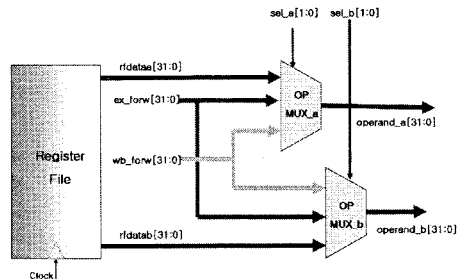 sel_a[1:0]
sel_b[1:0]
rfdataa[31:0]
ex_forw[31:0]
OP
MUX_a
operand_a[31:0]
Register
File
wb_forw[31:0]
OP
MUX_b
rfdatab[31:0]
operand_b[31:0]
Clock